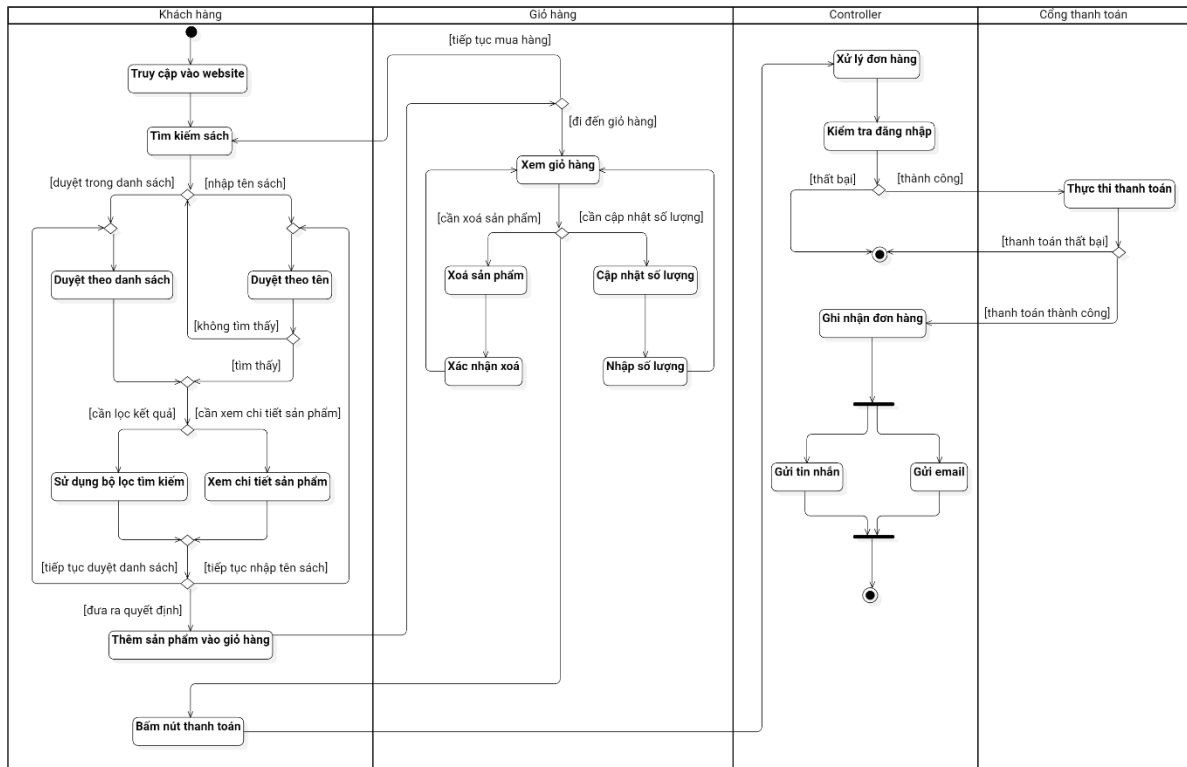 Khách hàng
Giỏ hàng
Controller
Cổng thanh toán
Truy cập vào website
Tìm kiếm sách
[duyệt trong danh sách]
[nhập tên sách]
Duyệt theo danh sách
Duyệt theo tên
[không tìm thấy]
[tìm thấy]
[cần lọc kết quả]
[cần xem chi tiết sản phẩm]
Sử dụng bộ lọc tìm kiếm
Xem chi tiết sản phẩm
[tiếp tục duyệt danh sách]
[tiếp tục nhập tên sách]
[đưa ra quyết định]
Thêm sản phẩm vào giỏ hàng
Bấm nút thanh toán
[tiếp tục mua hàng]
[đi đến giỏ hàng]
Xem giỏ hàng
[cần xoá sản phẩm]
[cần cập nhật số lượng]
Xoá sản phẩm
Cập nhật số lượng
Xác nhận xoá
Nhập số lượng
Xử lý đơn hàng
Kiểm tra đăng nhập
[thất bại]
[thành công]
Thực thi thanh toán
[thanh toán thất bại]
[thanh toán thành công]
Ghi nhận đơn hàng
Gửi tin nhắn
Gửi email